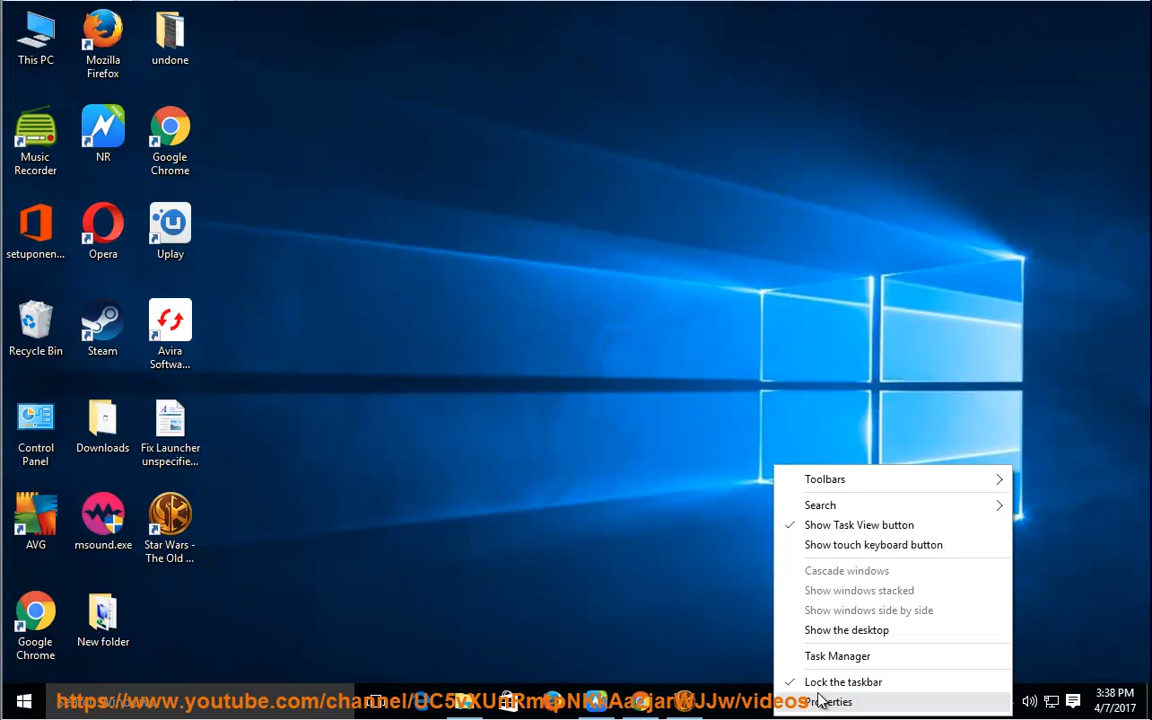 This PC
Mozilla
Firefox
undone
Music
Recorder
NR
Google
Chrome
setuponen...
Opera
Uplay
Recycle Bin
Steam
Avira
Softwa...
Control
Panel
Downloads
Fix Launcher
unspecifie...
AVG
msound.exe
Star Wars -
The Old ...
Google
Chrome
New folder
Toolbars
Search
Show Task View button
Show touch keyboard button
Cascade windows
Show windows stacked
Show windows side by side
Show the desktop
Task Manager
Lock the taskbar
Properties
3:38 PM
4/7/2017